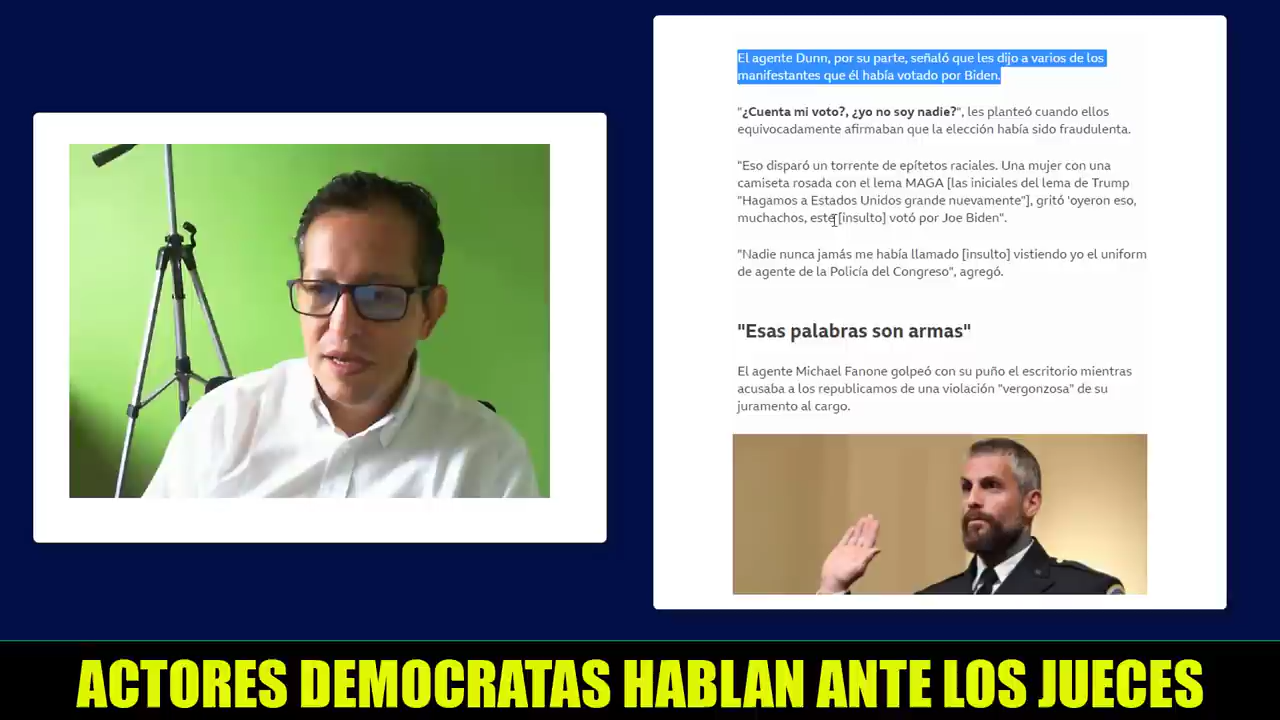 El agente Dunn, por su parte, señaló que les dijo a varios de los
manifestantes que él había votado por Biden.
"¿Cuenta mi voto?, ¿yo no soy nadie?", les planteó cuando ellos
equivocadamente afirmaban que la elección había sido fraudulenta.
"Eso disparó un torrente de epítetos raciales. Una mujer con una
camiseta rosada con el lema MAGA [las iniciales del lema de Trump
"Hagamos a Estados Unidos grande nuevamente"], gritó 'oyeron eso,
muchachos, este [insulto] votó por Joe Biden".
"Nadie nunca jamás me había llamado [insulto] vistiendo yo el uniform
de agente de la Policía del Congreso", agregó.
"Esas palabras son armas"
El agente Michael Fanone golpeó con su puño el escritorio mientras
acusaba a los republicamos de una violación "vergonzosa" de su
juramento al cargo.
ACTORES DEMOCRATAS HABLAN ANTE LOS JUECES